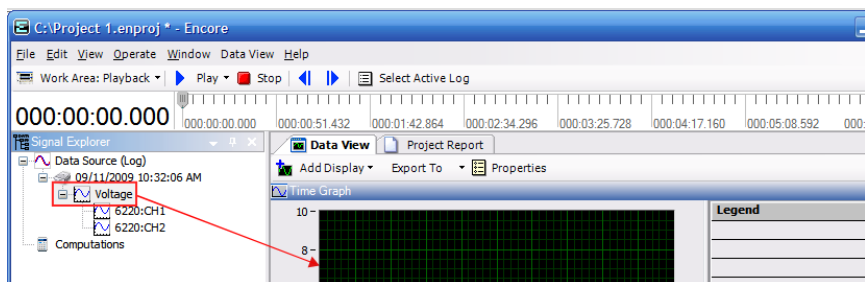 C:\Project 1.enproj * - Encore
File Edit View Operate Window Data View Help
Work Area: Playback Play Stop Select Active Log
000:00:00.000
000:00:00.000 000:00:51.432 000:01:42.864 000:02:34.296 000:03:25.728 000:04:17.160 000:05:08.592 000:
Signal Explorer
Data View Project Report
Data Source (Log)
Add Display Export To Properties
09/11/2009 10:32:06 AM
Time Graph
Voltage
10
Legend
6220:CH1
6220:CH2
Computations
8